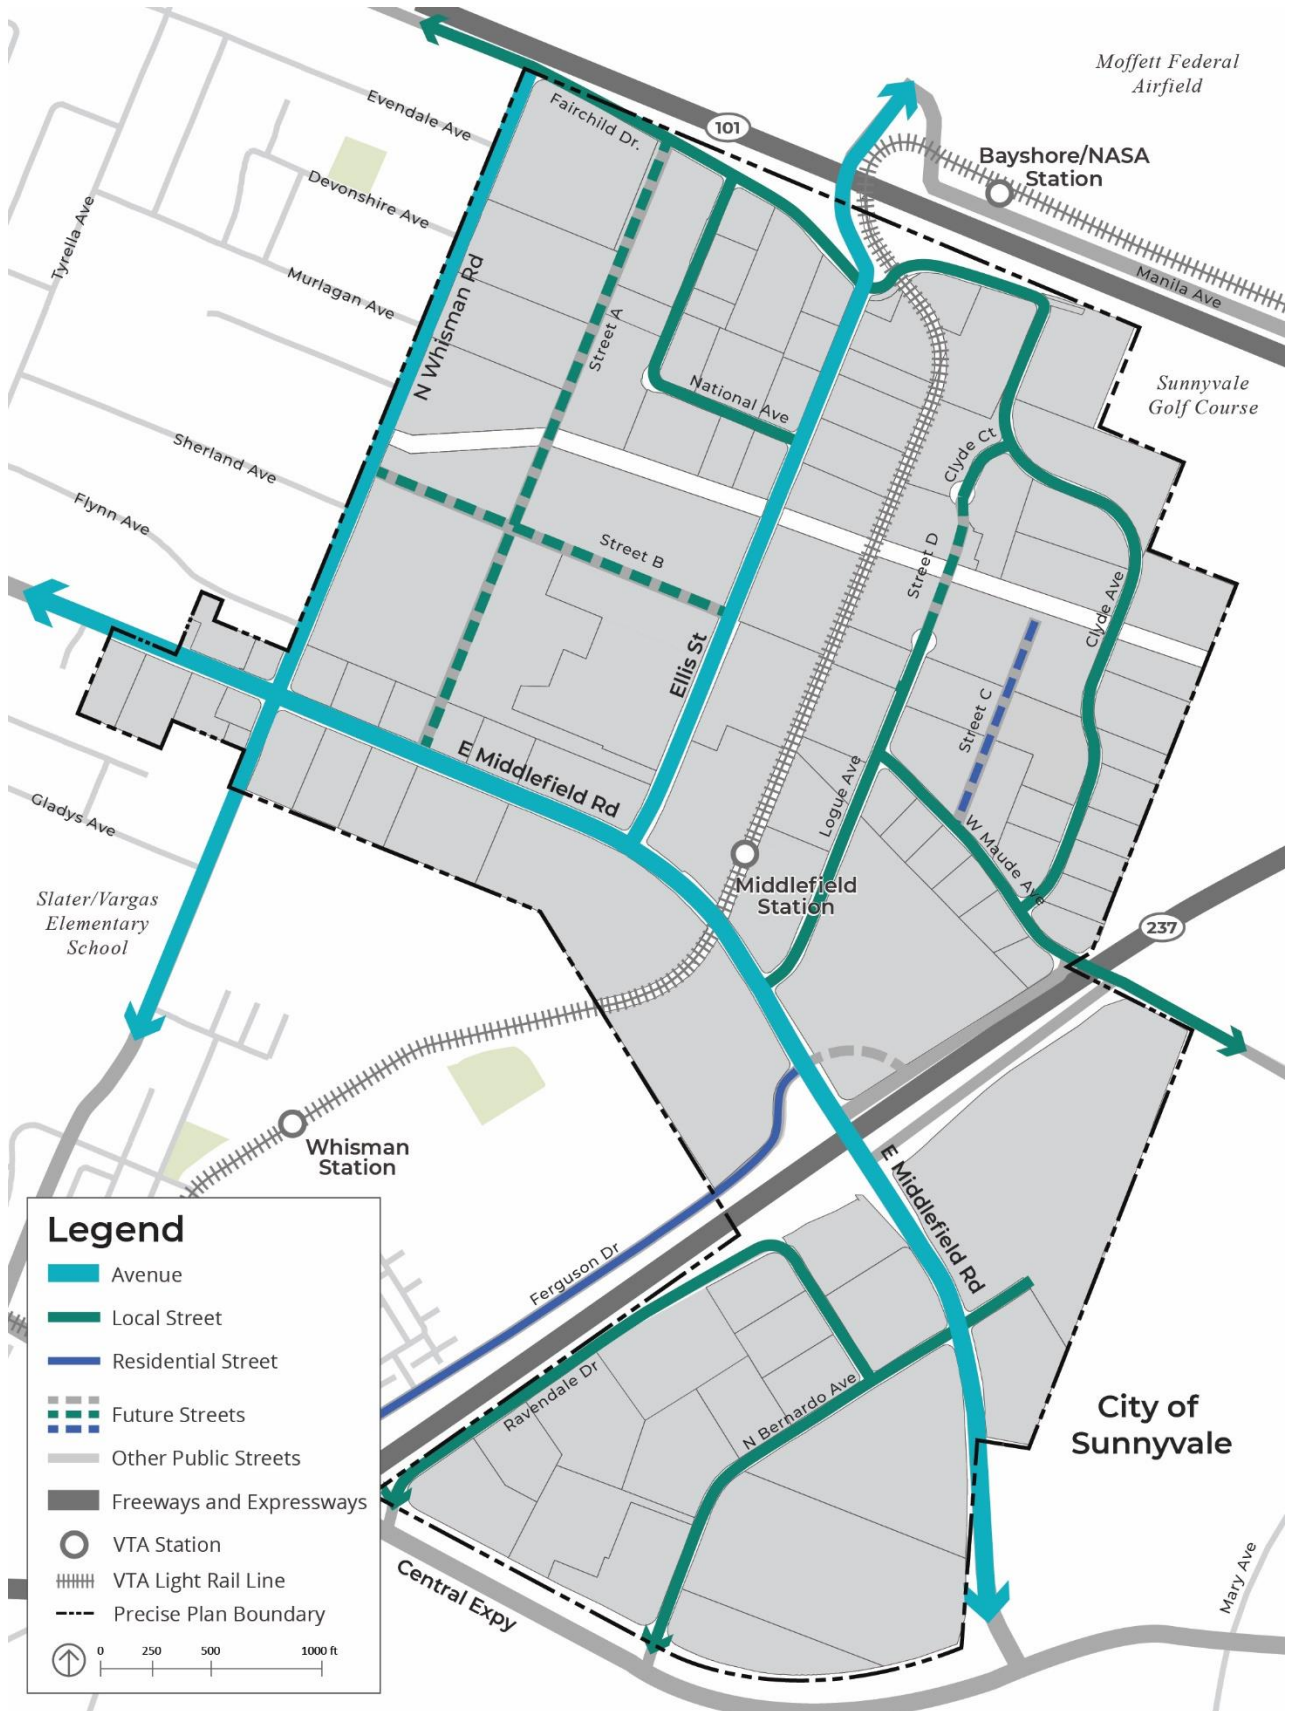 Moffett Federal
Airfield
Evendale Ave
Fairchild Dr.
101
Bayshore/NASA
Station
Devonshire Ave
Tyrella Ave
Murlagan Ave
N Whisman Rd
Manila Ave
Street A
National Ave
Sunnyvale
Golf Course
Sherland Ave
Clyde Ct
Flynn Ave
Street B
Street D
Clyde Ave
Ellis St
Street C
E Middlefield Rd
Logue Ave
Gladys Ave
W Maude Ave
Middlefield
Station
Slater/Vargas
Elementary
School
237
Whisman
Station
E Middlefield Rd
Ferguson Dr
Ravendale Dr
N Bernardo Ave
City of
Sunnyvale
Central Expy
Mary Ave
Legend
Avenue
Local Street
Residential Street
Future Streets
Other Public Streets
Freeways and Expressways
VTA Station
VTA Light Rail Line
Precise Plan Boundary
0 250 500 1000 ft